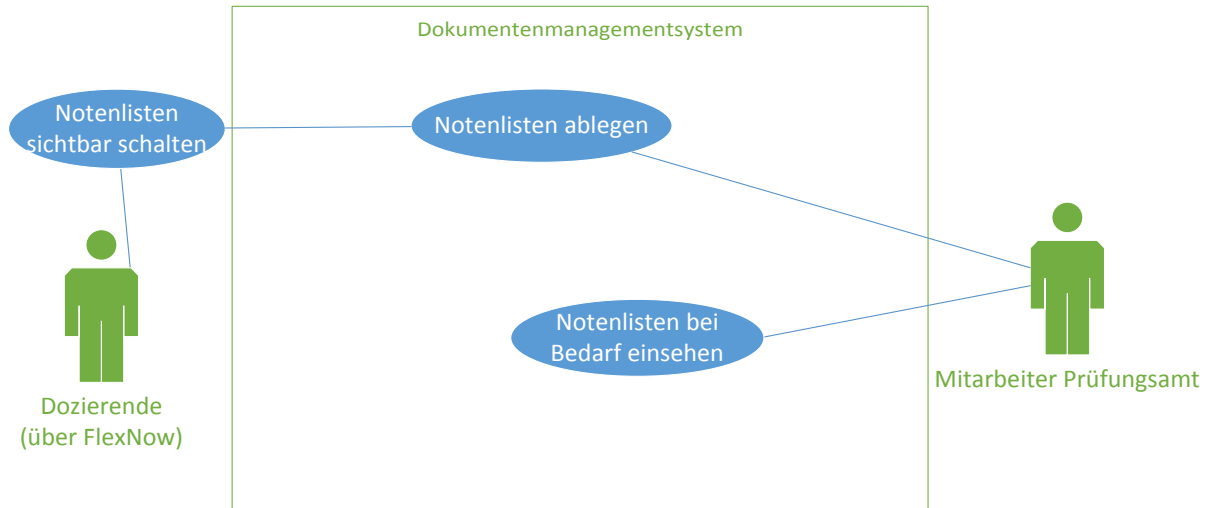 Dokumentenmanagementsystem
Notenlisten
sichtbar schalten
Notenlisten ablegen
Notenlisten bei
Bedarf einsehen
Dozierende
(über FlexNow)
Mitarbeiter Prüfungsamt